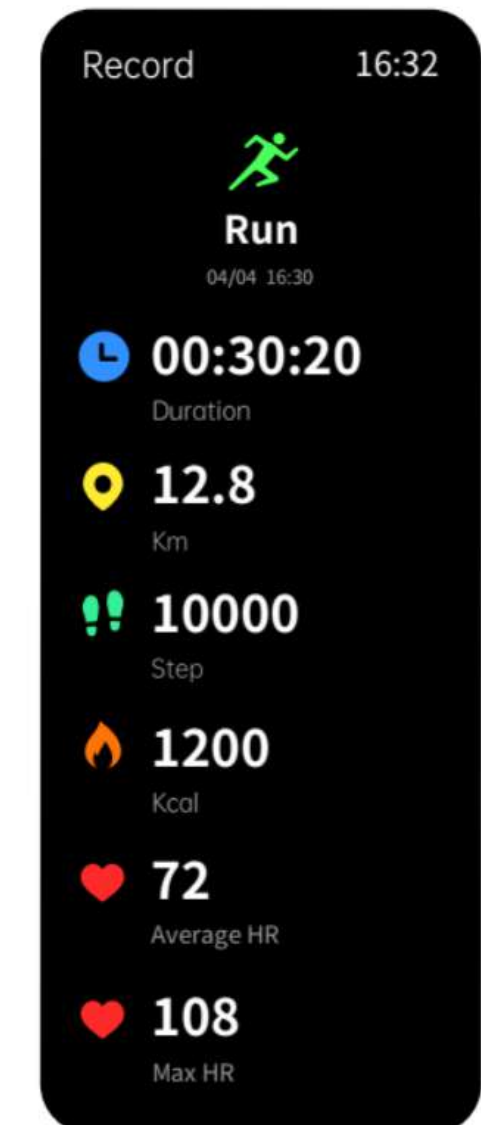 Record 16:32
Run
04/04 16:30
00:30:20
Duration
12.8
Km
10000
Step
1200
Kcal
72
Average HR
108
Max HR